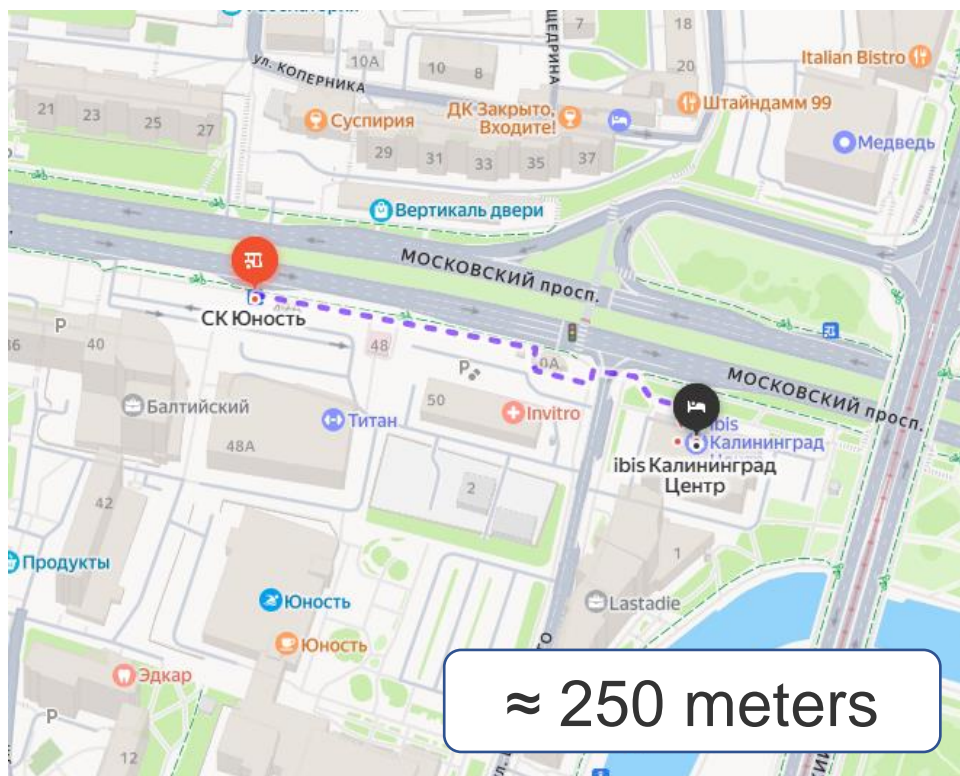 18
7
ЩЕДРИНА
10А
10
8
20
ул. КОПЕРНИКА
Italian Bistro
Штайндамм 99
ДК Закрыто,
Входите!
Суспирия
Медведь
21
23
25
27
29
31
33
35
37
Вертикаль двери
МОСКОВСКИЙ просп.
СК Юность
P
40
48
P
0А
МОСКОВСКИЙ просп.
50
Invitro
Балтийский
Титан
48А
ibis
Калининград
ibis Калининград
Центр
2
42
1
Продукты
Юность
Lastadie
Юность
Эдкар
P
12
≈ 250 meters